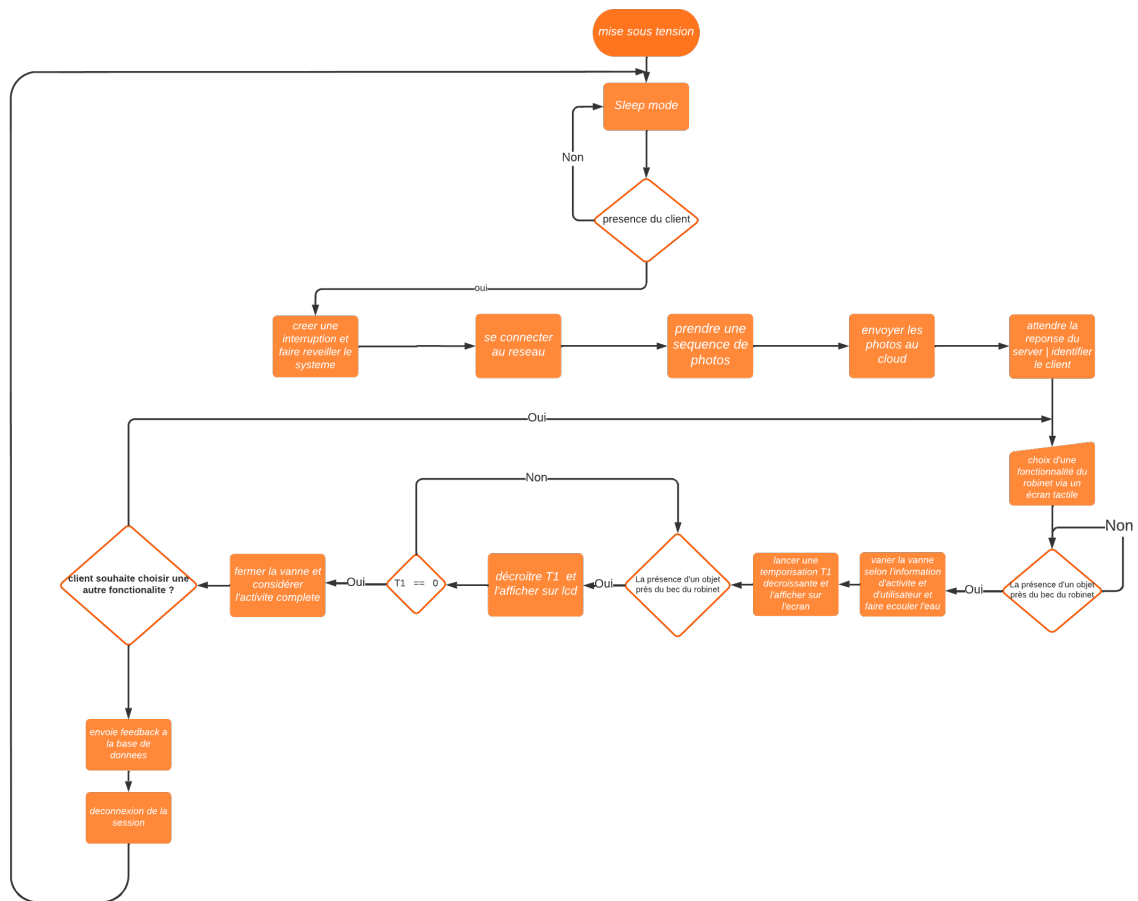 mise sous tension
Sleep mode
Non
presence du client
oui
creer une
interruption et
faire reveiller le
systeme
se connecter
au reseau
prendre une
sequence de
photos
envoyer les
photos au
cloud
attendre la
reponse du
server | identifier
le client
Oui
choix d'une
fonctionnalité du
robinet via un
écran tactile
Non
Non
La présence d'un objet
près du bec du robinet
Oui
varier la vanne
selon l'information
d'activite et
d'utilisateur et
faire ecouler l'eau
lancer une
temporisation T1
decroissante et
l'afficher sur
l'ecran
La présence d'un objet
près du bec du robinet
Oui
décroitre T1 et
l'afficher sur lcd
T1 == 0
Oui
fermer la vanne et
considérer
l'activite complete
client souhaite choisir une
autre fonctionalite ?
envoie feedback a
la base de
donnees
deconnexion de la
session